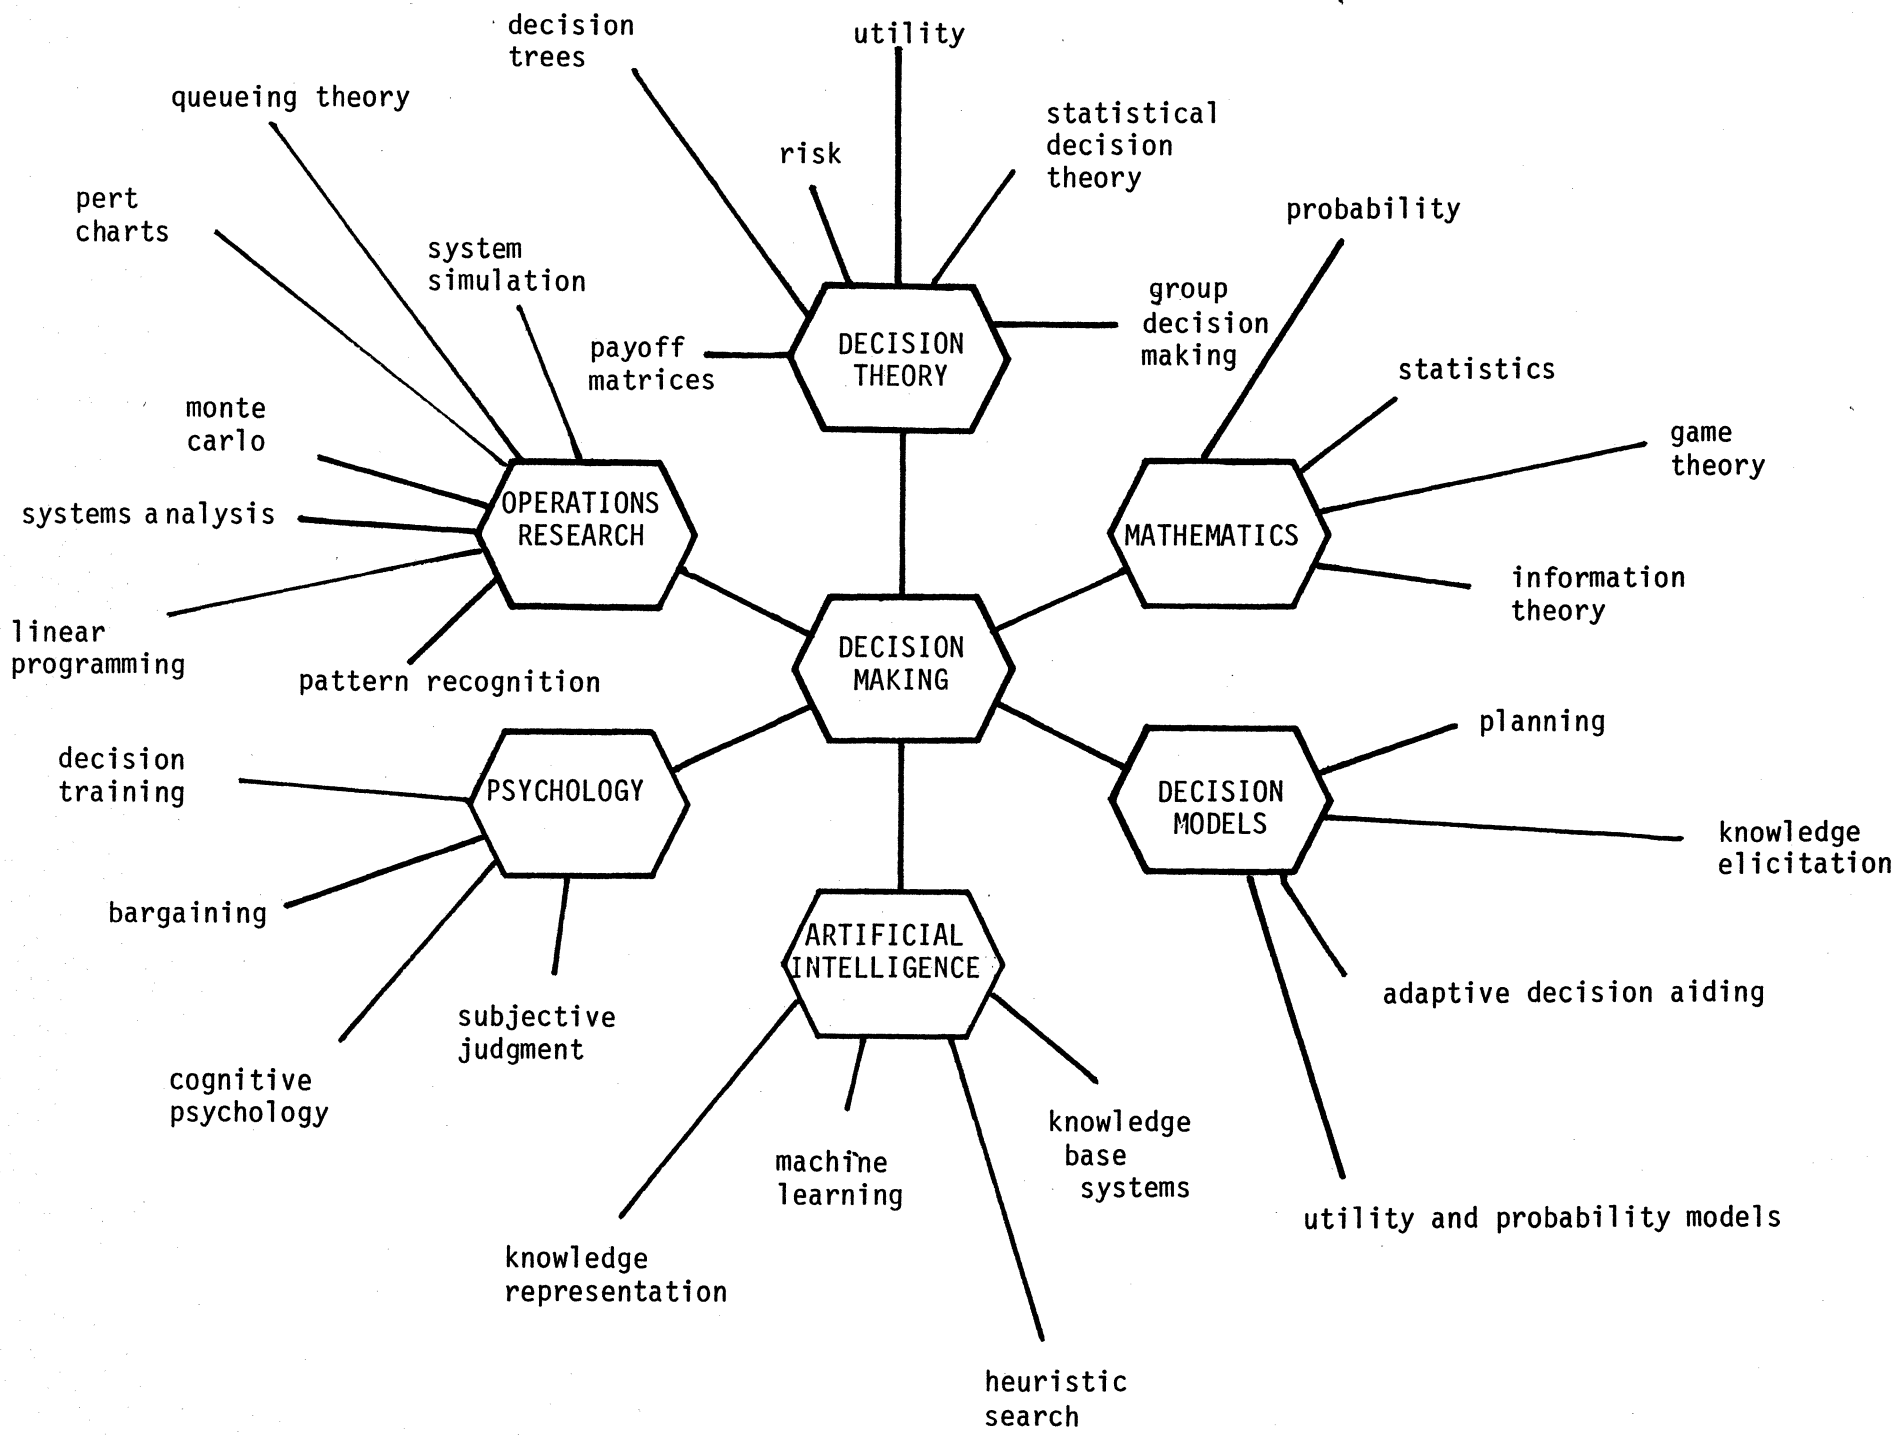 decision
trees
utility
queueing theory
statistical
decision
theory
risk
pert
charts
probability
system
simulation
group
decision
making
payoff
matrices
DECISION
THEORY
statistics
monte
carlo
game
theory
systems analysis
OPERATIONS
RESEARCH
MATHEMATICS
information
theory
linear
programming
pattern recognition
DECISION
MAKING
planning
decision
training
PSYCHOLOGY
DECISION
MODELS
knowledge
elicitation
bargaining
ARTIFICIAL
INTELLIGENCE
adaptive decision aiding
subjective
judgment
cognitive
psychology
knowledge
base
systems
machine
learning
utility and probability models
knowledge
representation
heuristic
search